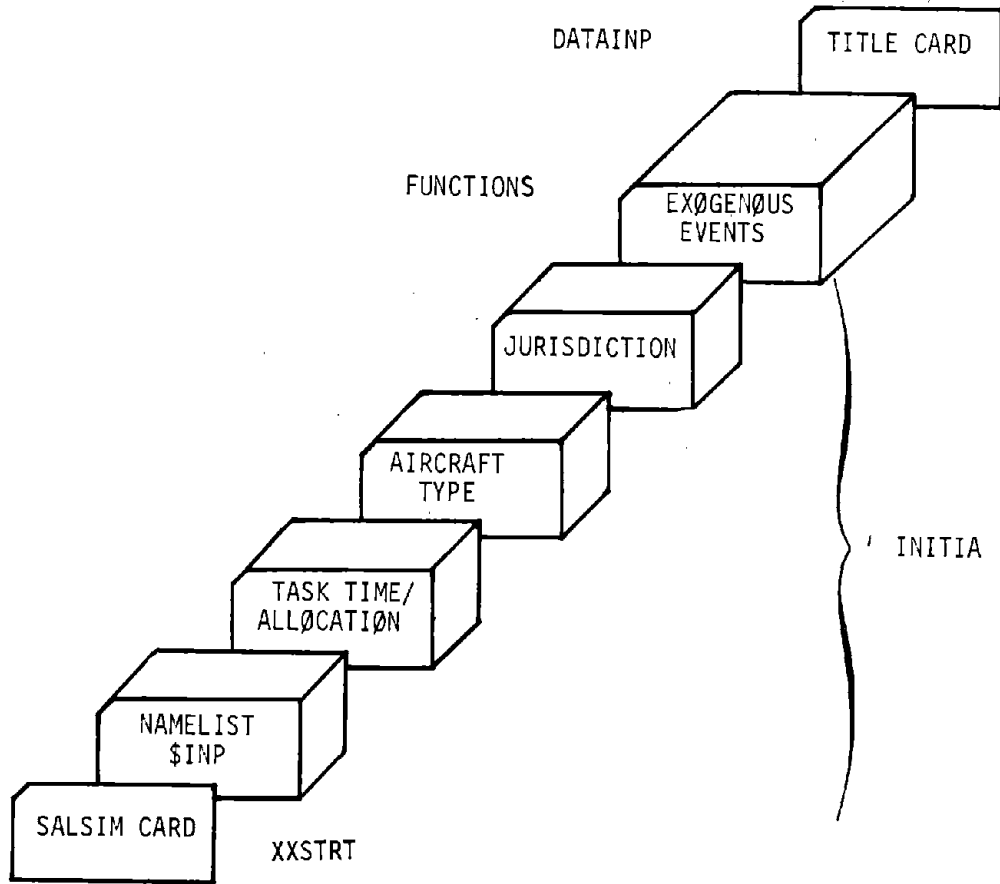 DATAINP
TITLE CARD
FUNCTIONS
EXØGENØUS
EVENTS
JURISDICTION
AIRCRAFT
TYPE
INITIA
TASK TIME/
ALLØCATIØN
NAMELIST
$INP
SALSIM CARD
XXSTRT